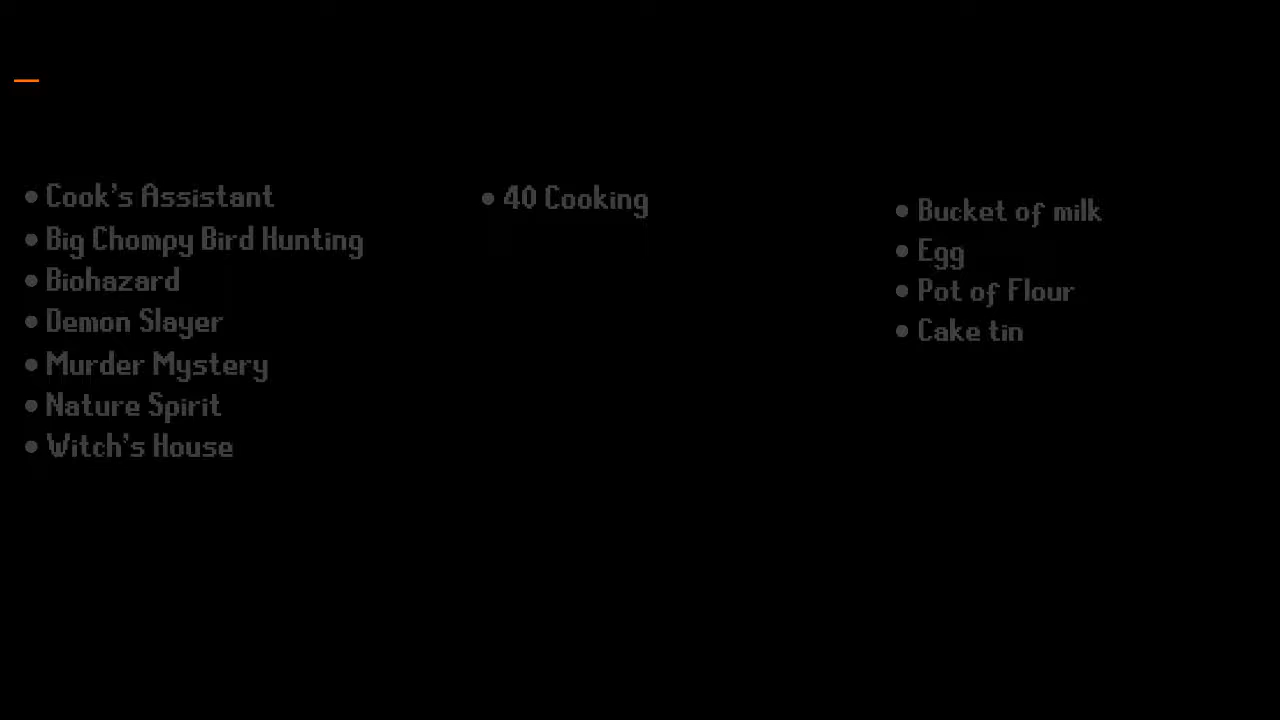 • Cook's Assistant
• Big Chompy Bird Hunting
• Biohazard
• Demon Slayer
• Murder Mystery
• Nature Spirit
• Witch's House
• 40 Cooking
• Bucket of milk
• Egg
• Pot of Flour
• Cake tin